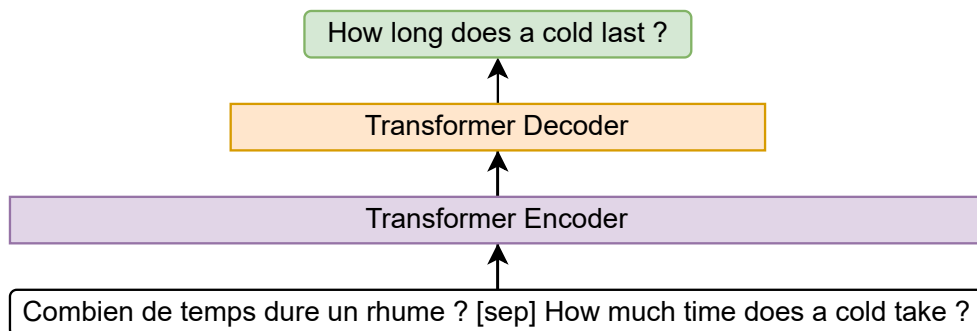 How long does a cold last ?
Transformer Decoder
Transformer Encoder
Combien de temps dure un rhume ? [sep] How much time does a cold take ?